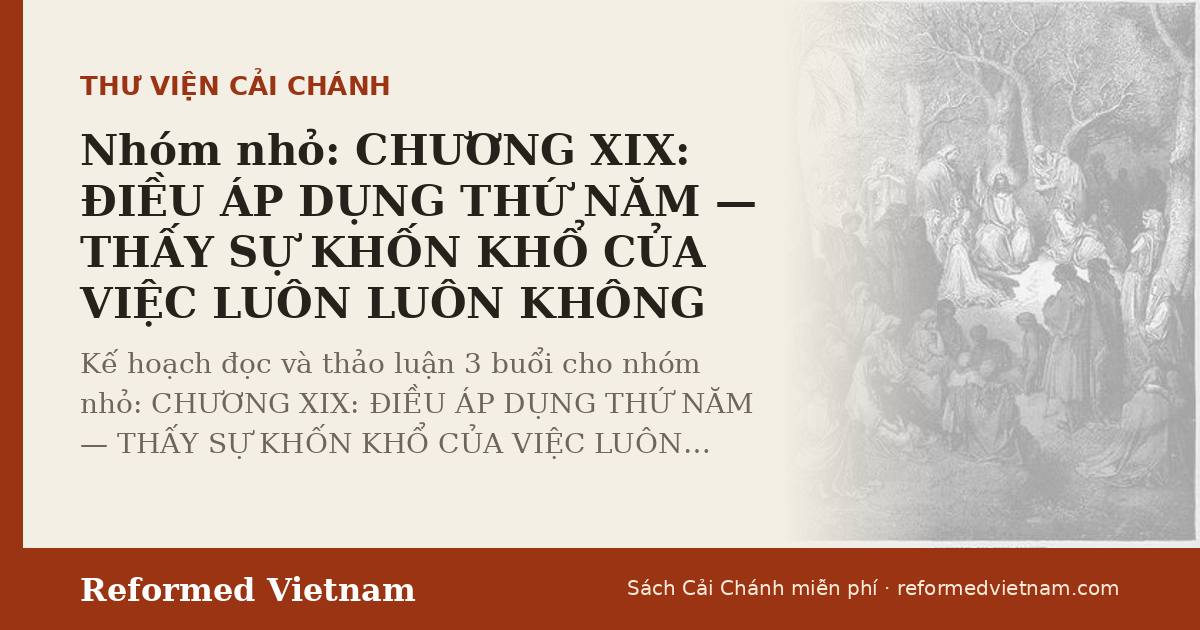 THƯ VIỆN CẢI CHÁNH
Nhóm nhỏ: CHƯƠNG XIX:
ĐIỀU ÁP DỤNG THỨ NĂM —
THẤY SỰ KHỐN KHỔ CỦA
VIỆC LUÔN LUÔN KHÔNG
Kế hoạch đọc và thảo luận 3 buổi cho nhóm
nhỏ: CHƯƠNG XIX: ĐIỀU ÁP DỤNG THỨ NĂM
— THẤY SỰ KHỐN KHỔ CỦA VIỆC LUÔN...
Reformed Vietnam
Sách Cải Chánh miễn phí · reformedvietnam.com